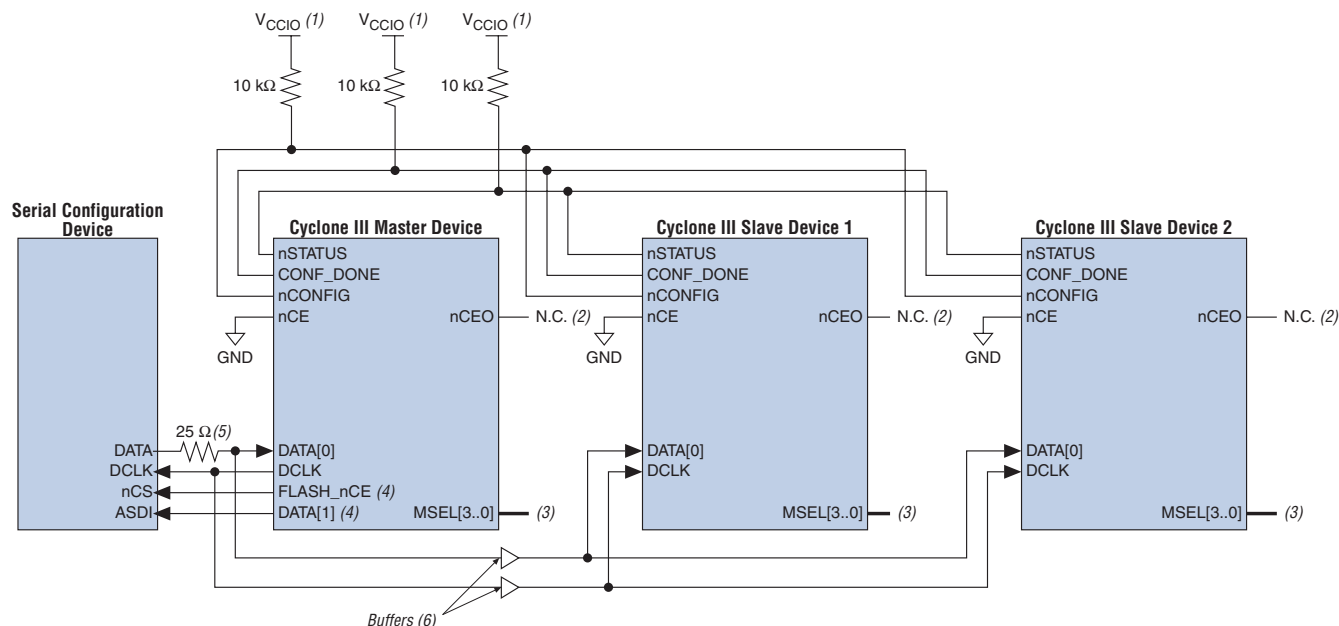 V_CCIO (1) V_CCIO (1) V_CCIO (1)
10 kΩ 10 kΩ 10 kΩ
Serial Configuration
Device
DATA
DCLK
nCS
ASDI
25 Ω (5)
Cyclone III Master Device
nSTATUS
CONF_DONE
nCONFIG
nCE
GND
nCEO N.C. (2)
DATA[0]
DCLK
FLASH_nCE (4)
DATA[1] (4)
MSEL[3..0] (3)
Cyclone III Slave Device 1
nSTATUS
CONF_DONE
nCONFIG
nCE
GND
nCEO N.C. (2)
DATA[0]
DCLK
MSEL[3..0] (3)
Cyclone III Slave Device 2
nSTATUS
CONF_DONE
nCONFIG
nCE
GND
nCEO N.C. (2)
DATA[0]
DCLK
MSEL[3..0] (3)
Buffers (6)